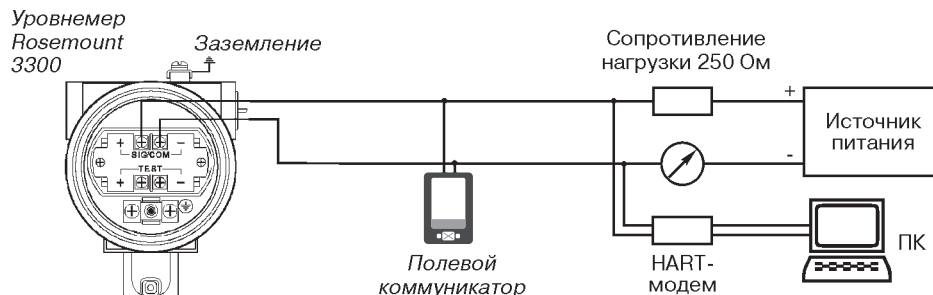 Уровнемер
Rosemount
3300
Заземление
Сопротивление
нагрузки 250 Ом
+
-
Источник
питания
+ SIG/COM −
TEST
+ −
Полевой
коммуникатор
HART-
модем
ПК